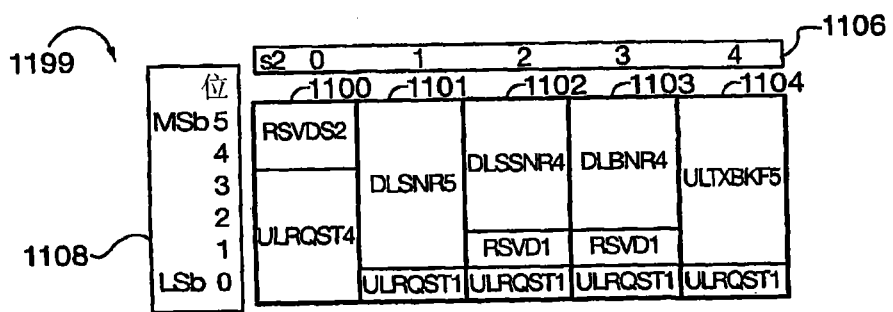 1199
1106
s2 0 1 2 3 4
位
1100 1101 1102 1103 1104
MSb 5
4
3
2
1
LSb 0
1108
RSVDS2
ULRQST4
DLSNR5
ULRQST1
DLSSNR4
RSVD1
ULRQST1
DLBNR4
RSVD1
ULRQST1
ULTXBKF5
ULRQST1